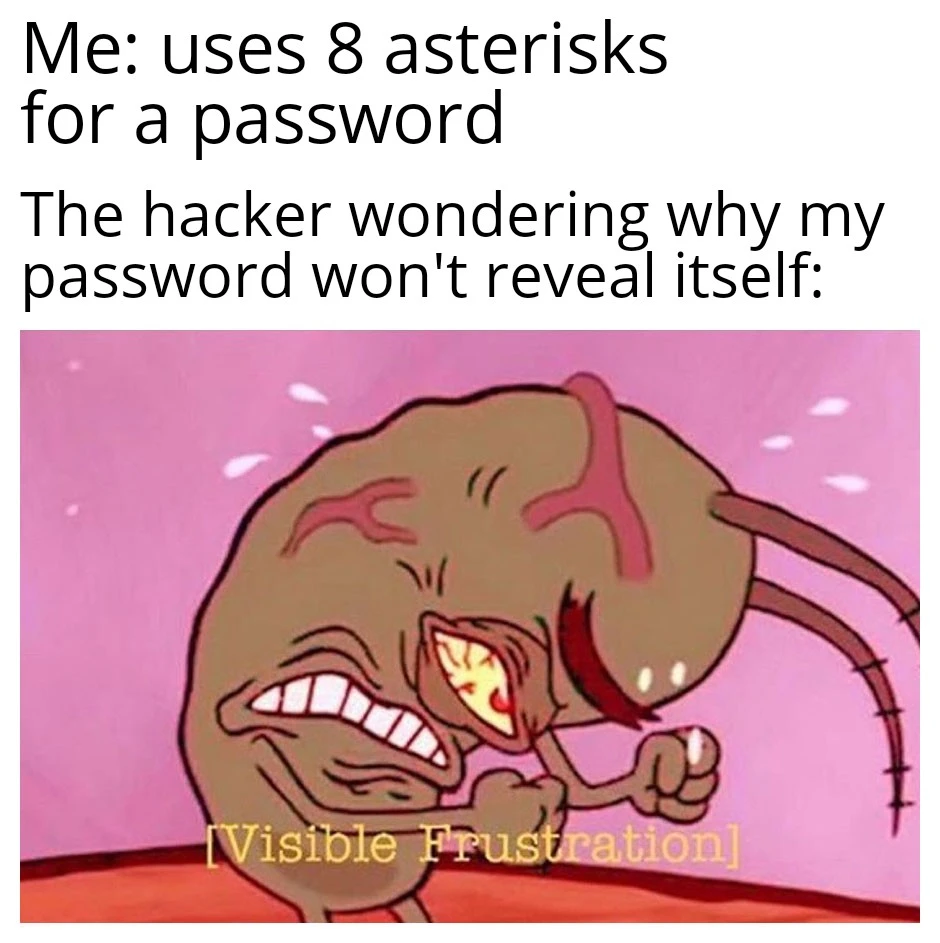 Me: uses 8 asterisks
for a password
The hacker wondering why my
password won't reveal itself:
[Visible Frustration]